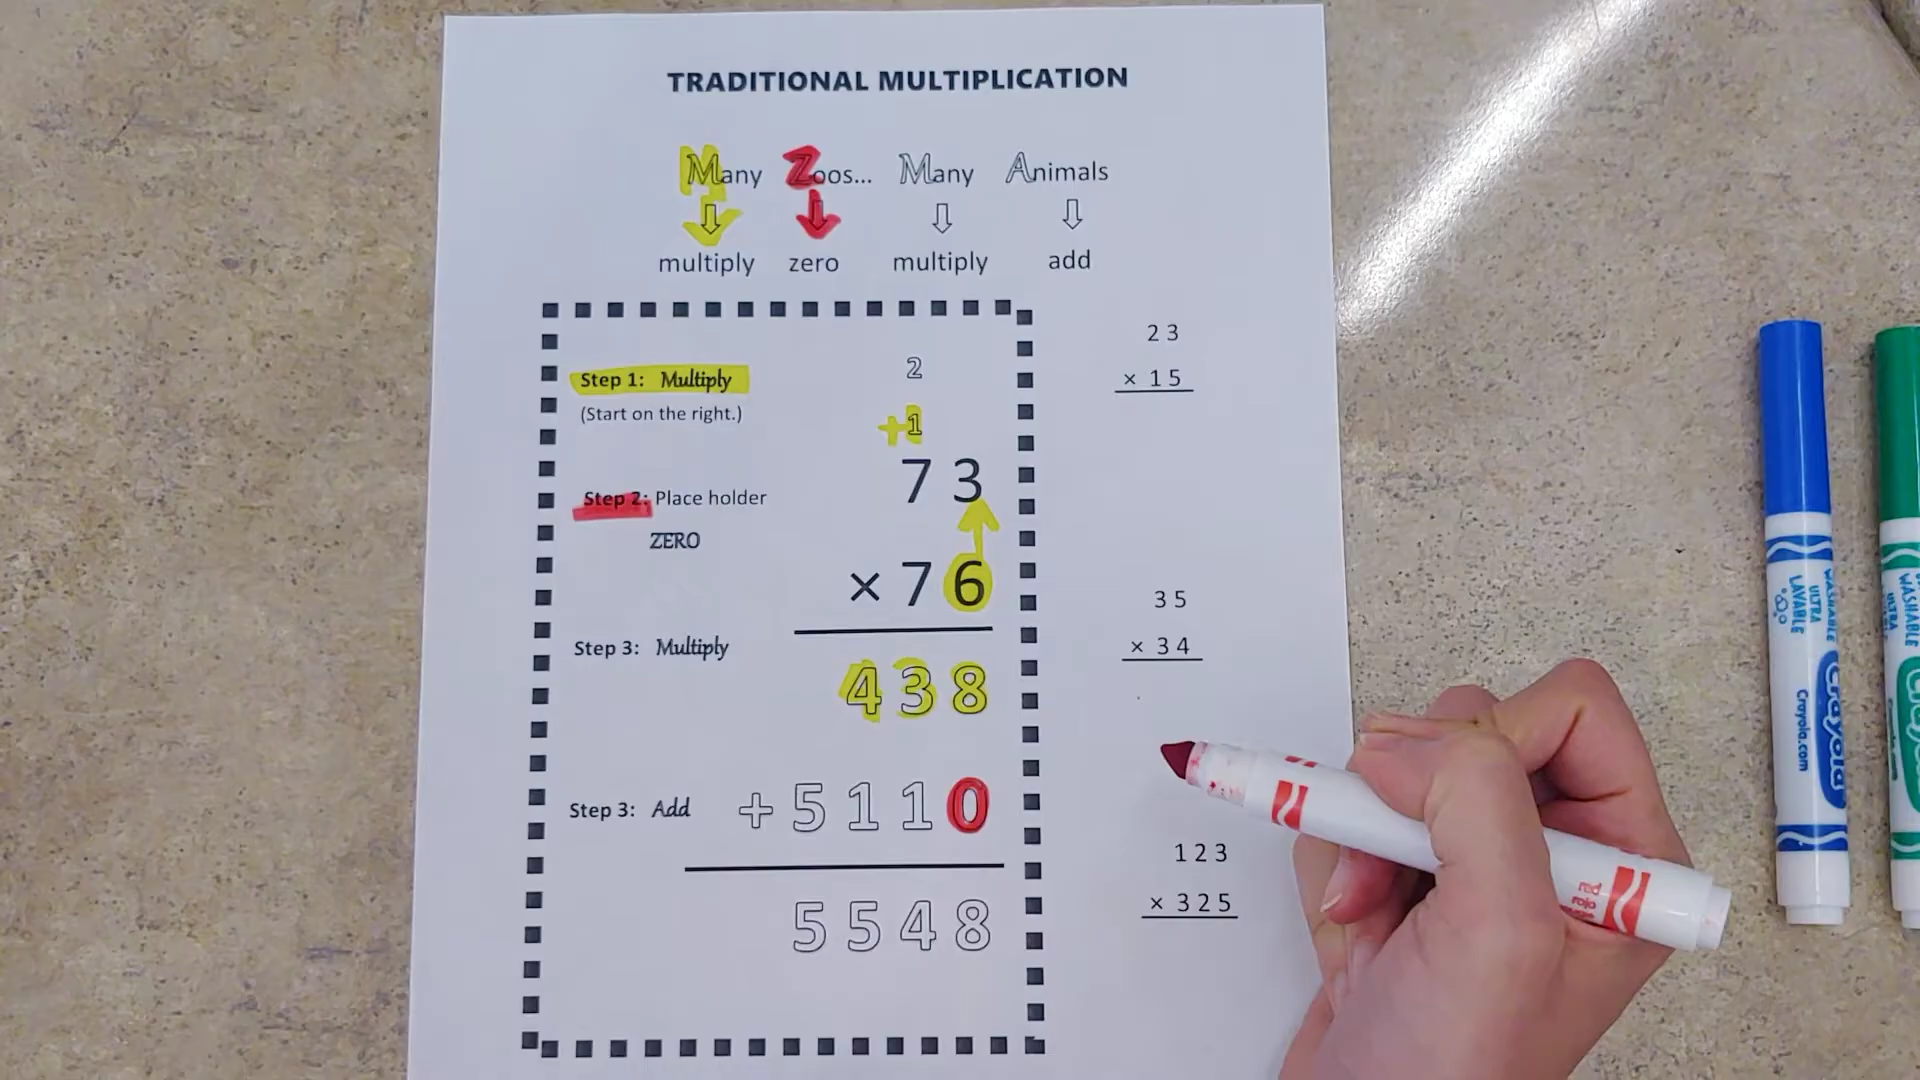 TRADITIONAL MULTIPLICATION
Many Zoos... Many Animals
multiply zero multiply add
Step 1: Multiply
(Start on the right.)
Step 2: Place holder
ZERO
Step 3: Multiply
Step 3: Add
2
+1
7 3
× 7 6
4 3 8
+ 5 1 1 0
5 5 4 8
2 3
× 1 5
3 5
× 3 4
1 2 3
× 3 2 5
red
rojo
WASHABLE
ULTRA
LAVABLE
Crayola
Crayola.com
WASHABLE
ULTRA